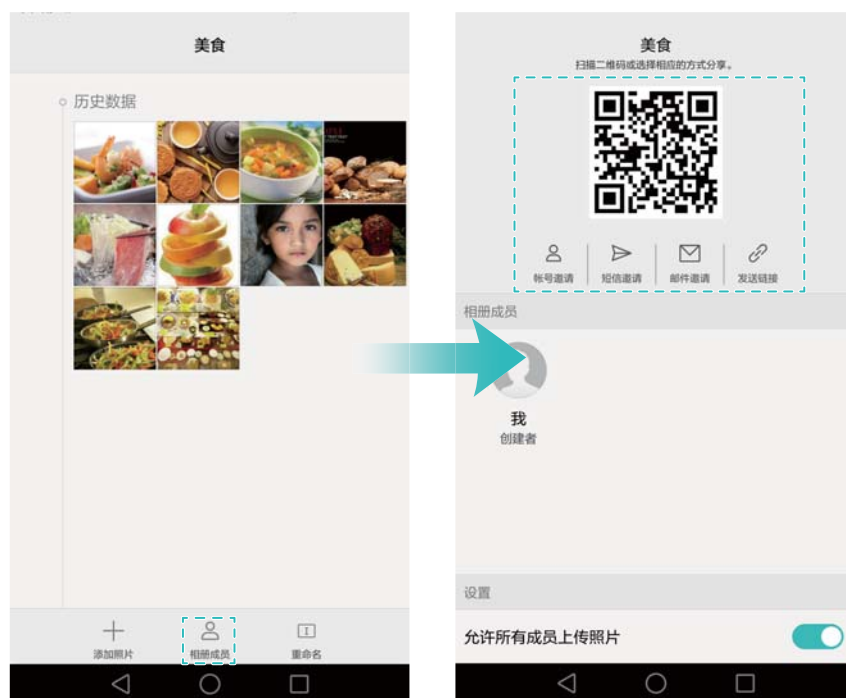 美食
历史数据
添加照片
相册成员
重命名
美食
扫描二维码或选择相应的方式分享。
帐号邀请
短信邀请
邮件邀请
发送链接
相册成员
我
创建者
设置
允许所有成员上传照片